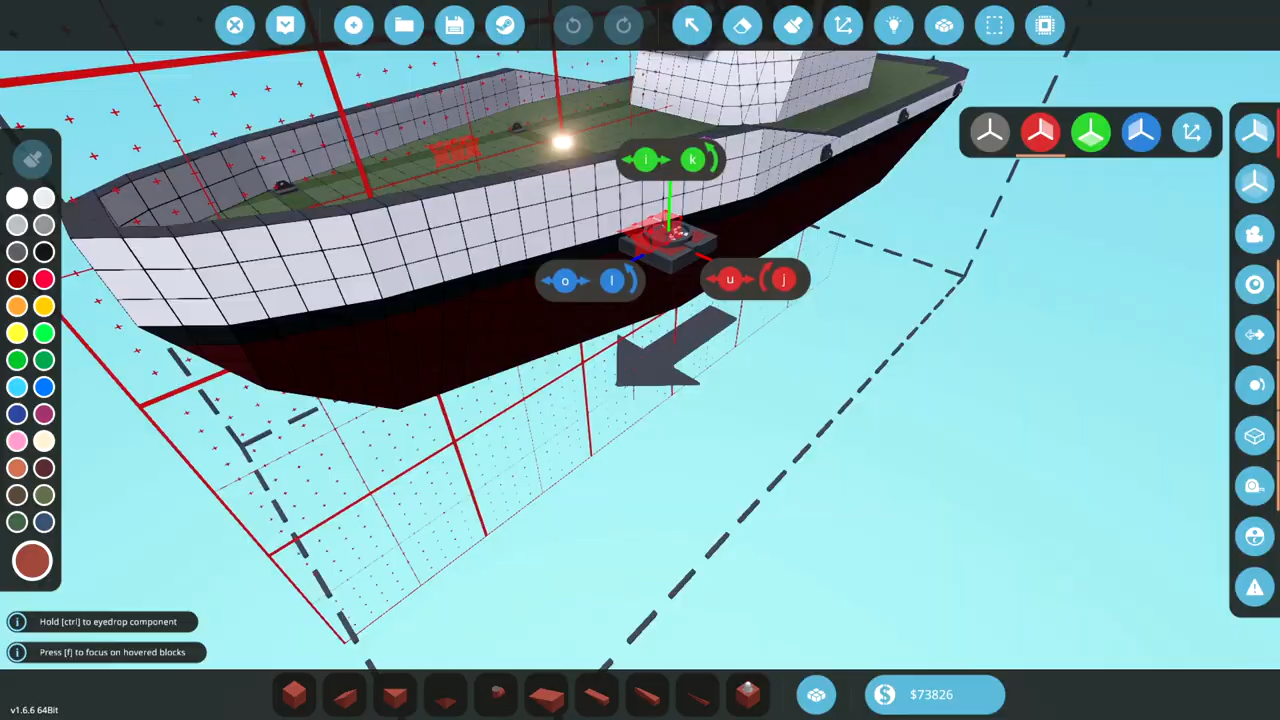 i k
o l
u j
Hold [ctrl] to eyedrop component
Press [f] to focus on hovered blocks
$73826
v1.6.6 64Bit